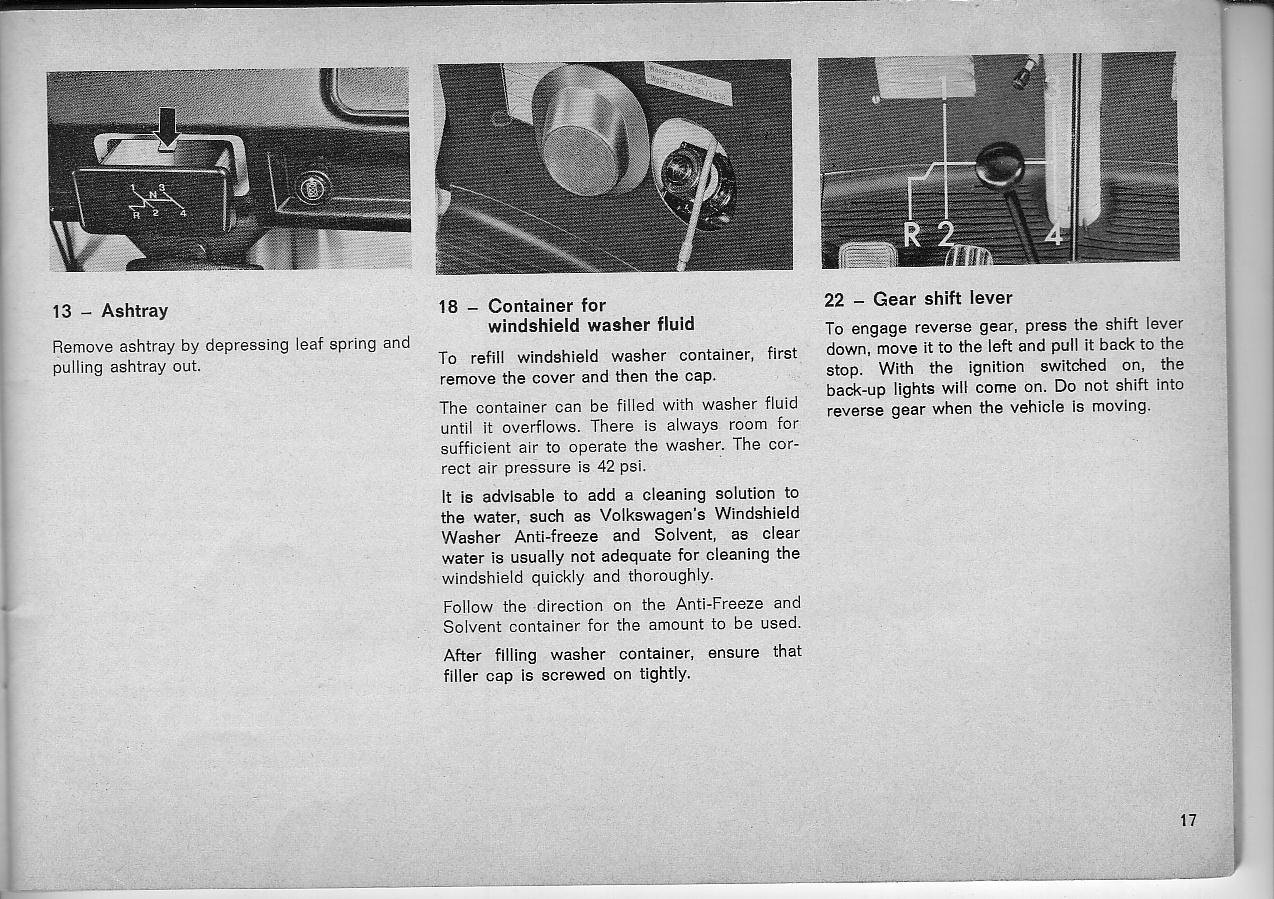 1 3
N
R 2 4
13 – Ashtray
Remove ashtray by depressing leaf spring and
pulling ashtray out.
Wasser max.
Water max.
18 – Container for
windshield washer fluid
To refill windshield washer container, first
remove the cover and then the cap.
The container can be filled with washer fluid
until it overflows. There is always room for
sufficient air to operate the washer. The cor-
rect air pressure is 42 psi.
It is advisable to add a cleaning solution to
the water, such as Volkswagen's Windshield
Washer Anti-freeze and Solvent, as clear
water is usually not adequate for cleaning the
windshield quickly and thoroughly.
Follow the direction on the Anti-Freeze and
Solvent container for the amount to be used.
After filling washer container, ensure that
filler cap is screwed on tightly.
3
R 2 4
22 – Gear shift lever
To engage reverse gear, press the shift lever
down, move it to the left and pull it back to the
stop. With the ignition switched on, the
back-up lights will come on. Do not shift into
reverse gear when the vehicle is moving.
17